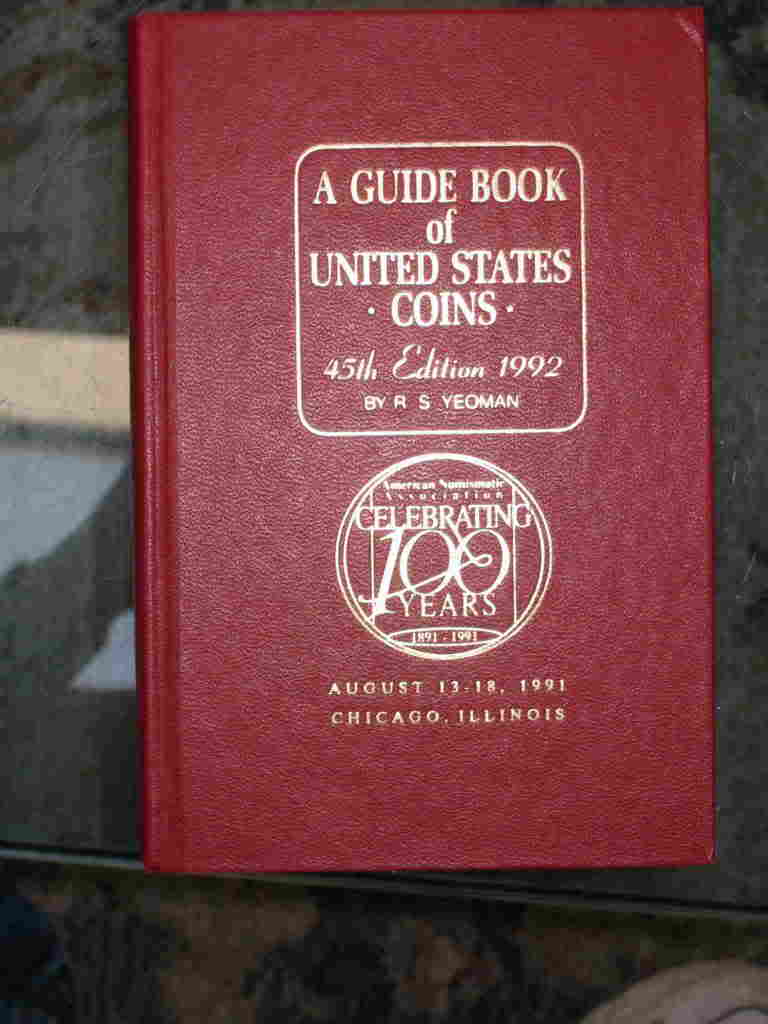 A GUIDE BOOK
of
UNITED STATES
· COINS ·
45th Edition 1992
BY R S YEOMAN
American Numismatic
Association
CELEBRATING
100
YEARS
1891 - 1991
AUGUST 13-18, 1991
CHICAGO, ILLINOIS